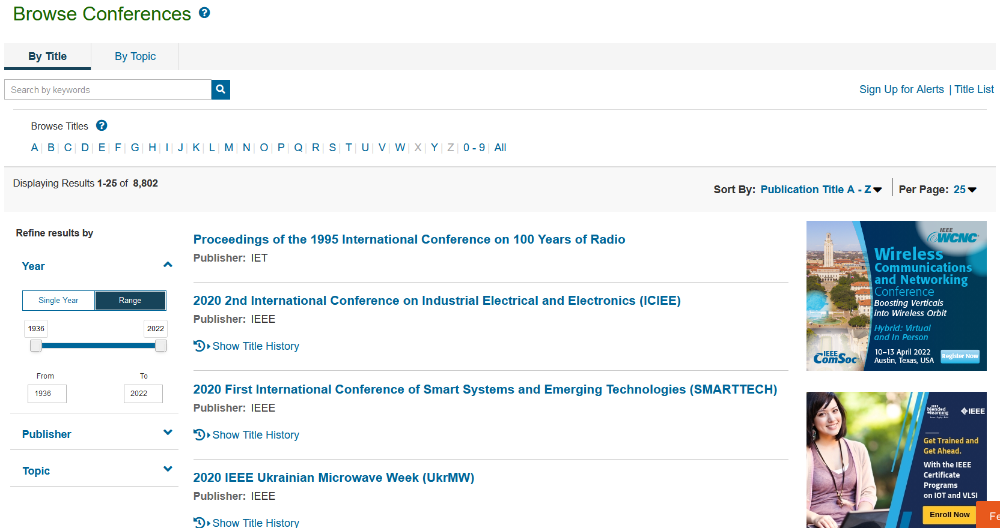 Browse Conferences
By Title
By Topic
Search by keywords
Sign Up for Alerts | Title List
Browse Titles
A | B | C | D | E | F | G | H | I | J | K | L | M | N | O | P | Q | R | S | T | U | V | W | X | Y | Z | 0 - 9 | All
Displaying Results 1-25 of 8,802
Sort By: Publication Title A - Z
Per Page: 25
Refine results by
Year
Single Year
Range
1936
2022
From
To
1936
2022
Publisher
Topic
Proceedings of the 1995 International Conference on 100 Years of Radio
Publisher: IET
2020 2nd International Conference on Industrial Electrical and Electronics (ICIEE)
Publisher: IEEE
Show Title History
2020 First International Conference of Smart Systems and Emerging Technologies (SMARTTECH)
Publisher: IEEE
Show Title History
2020 IEEE Ukrainian Microwave Week (UkrMW)
Publisher: IEEE
Show Title History
IEEE
WCNC
Wireless
Communications
and Networking
Conference
Boosting Verticals
into Wireless Orbit
Hybrid: Virtual
and In Person
10–13 April 2022
Austin, Texas, USA
Register Now
IEEE
ComSoc
IEEE
blended
eLearning
IEEE
Get Trained and
Get Ahead.
With the IEEE
Certificate
Programs
on IOT and VLSI
Enroll Now
Fe